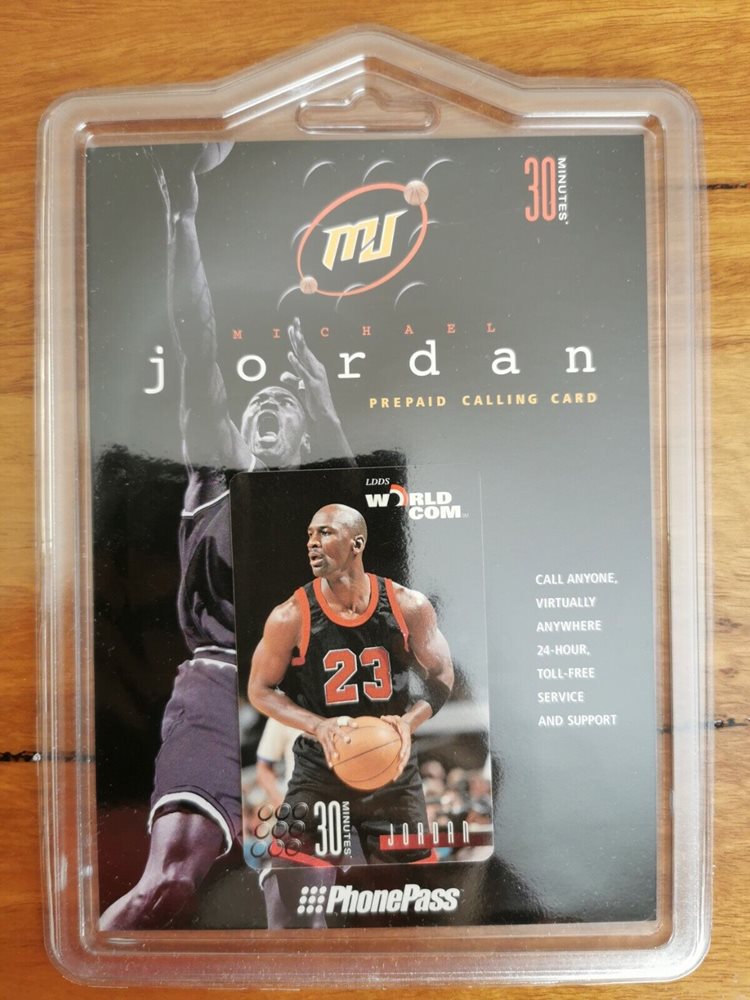 MJ
30 MINUTES
MICHAEL
jordan
PREPAID CALLING CARD
LDDS
WORLD
COM SM
23
CALL ANYONE,
VIRTUALLY
ANYWHERE
24-HOUR,
TOLL-FREE
SERVICE
AND SUPPORT
30 MINUTES
JORDAN
PhonePass